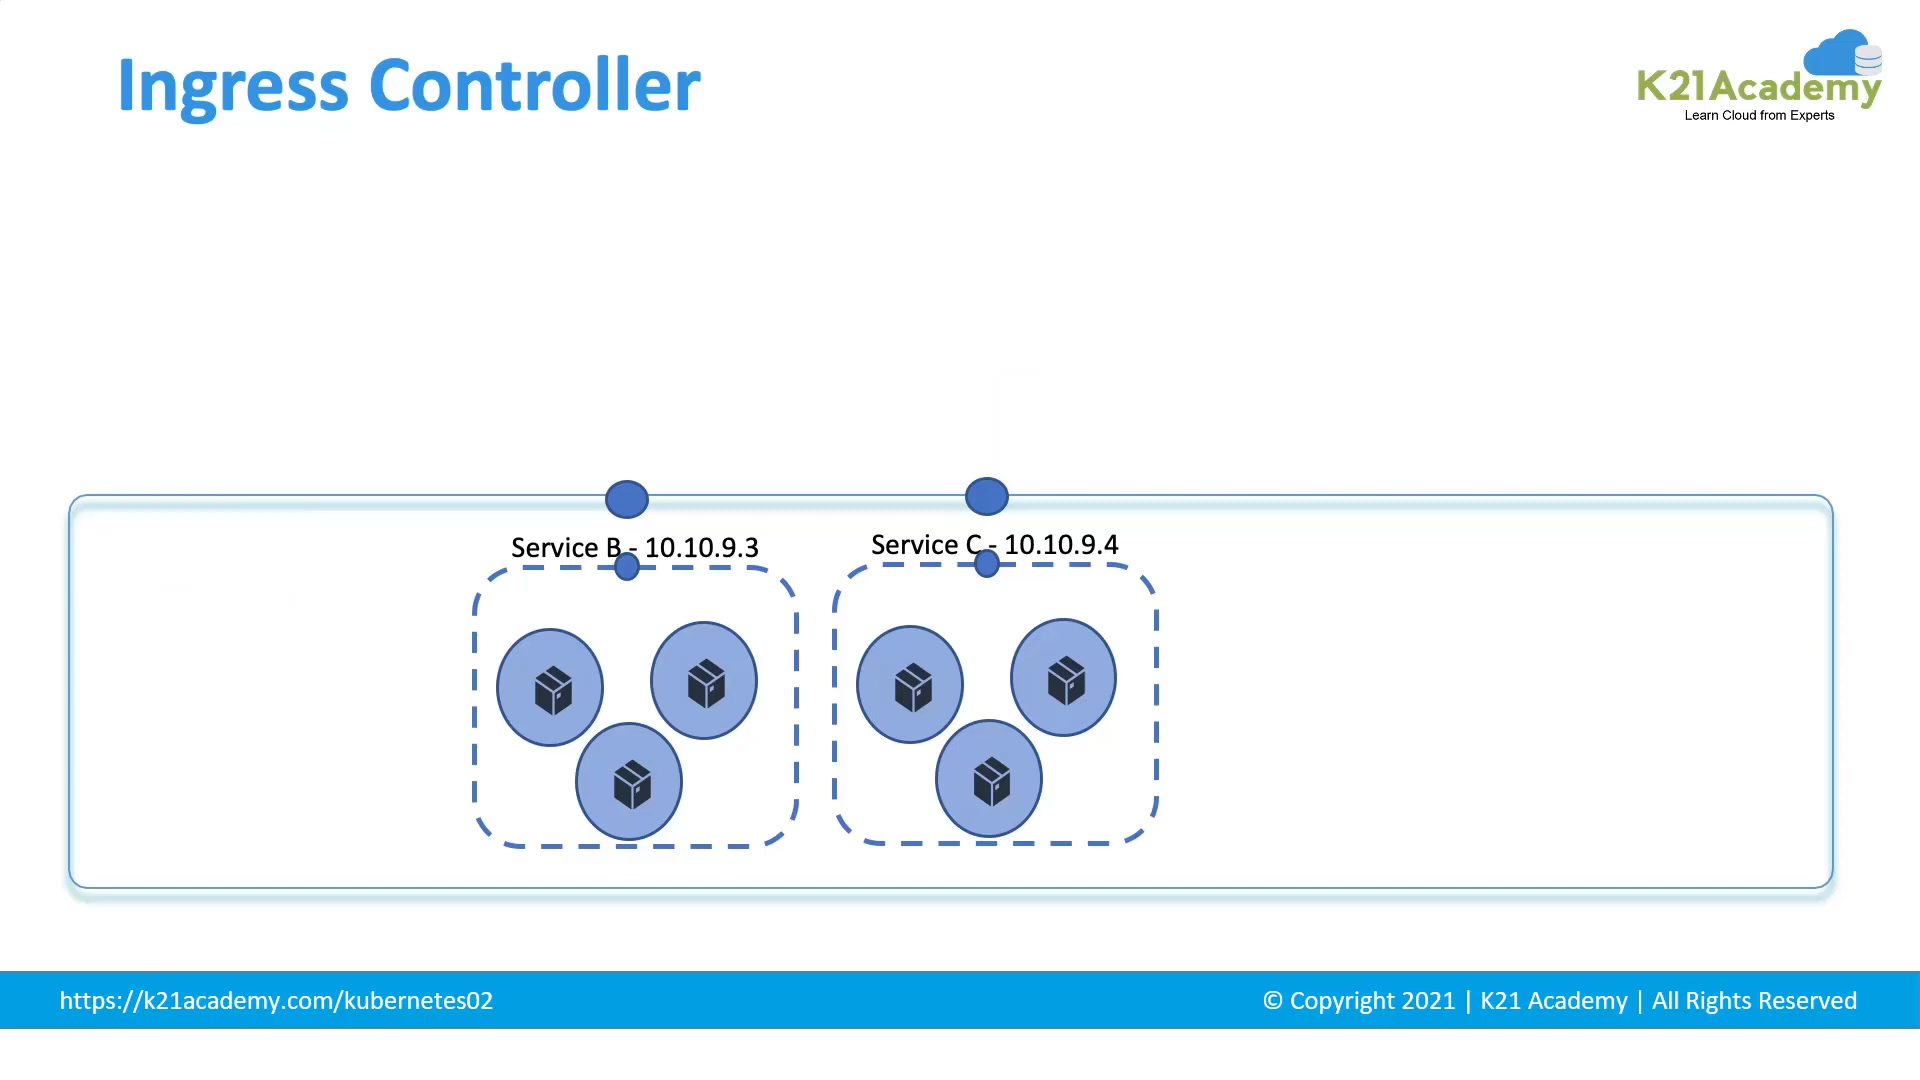 Ingress Controller
K21Academy
Learn Cloud from Experts
Service B - 10.10.9.3
Service C - 10.10.9.4
https://k21academy.com/kubernetes02
© Copyright 2021 | K21 Academy | All Rights Reserved